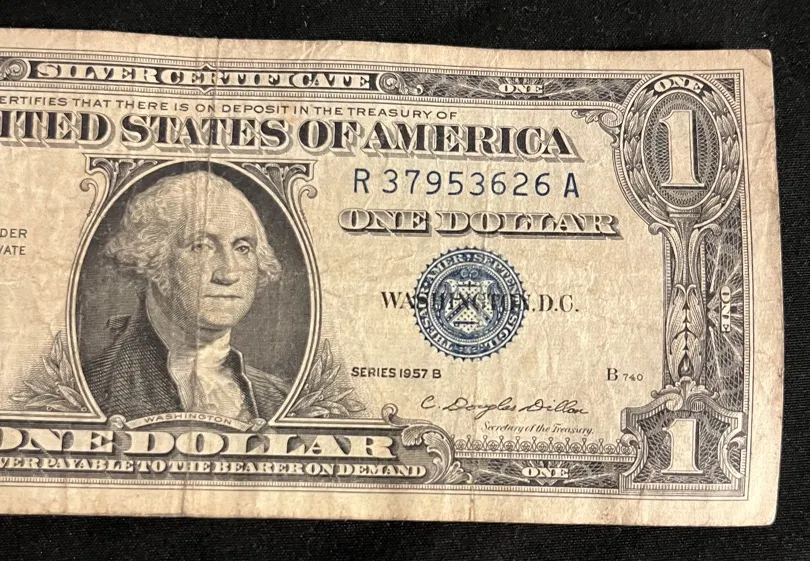 SILVER CERTIFICATE ONE ONE
ERTIFIES THAT THERE IS ON DEPOSIT IN THE TREASURY OF
ITED STATES OF AMERICA 1
R 37953626 A
ONE DOLLAR
DER
VATE
WASHINGTON, D.C.
ONE
SERIES 1957 B B 740
C. Douglas Dillon
WASHINGTON Secretary of the Treasury.
ONE DOLLAR 1
VER PAYABLE TO THE BEARER ON DEMAND ONE